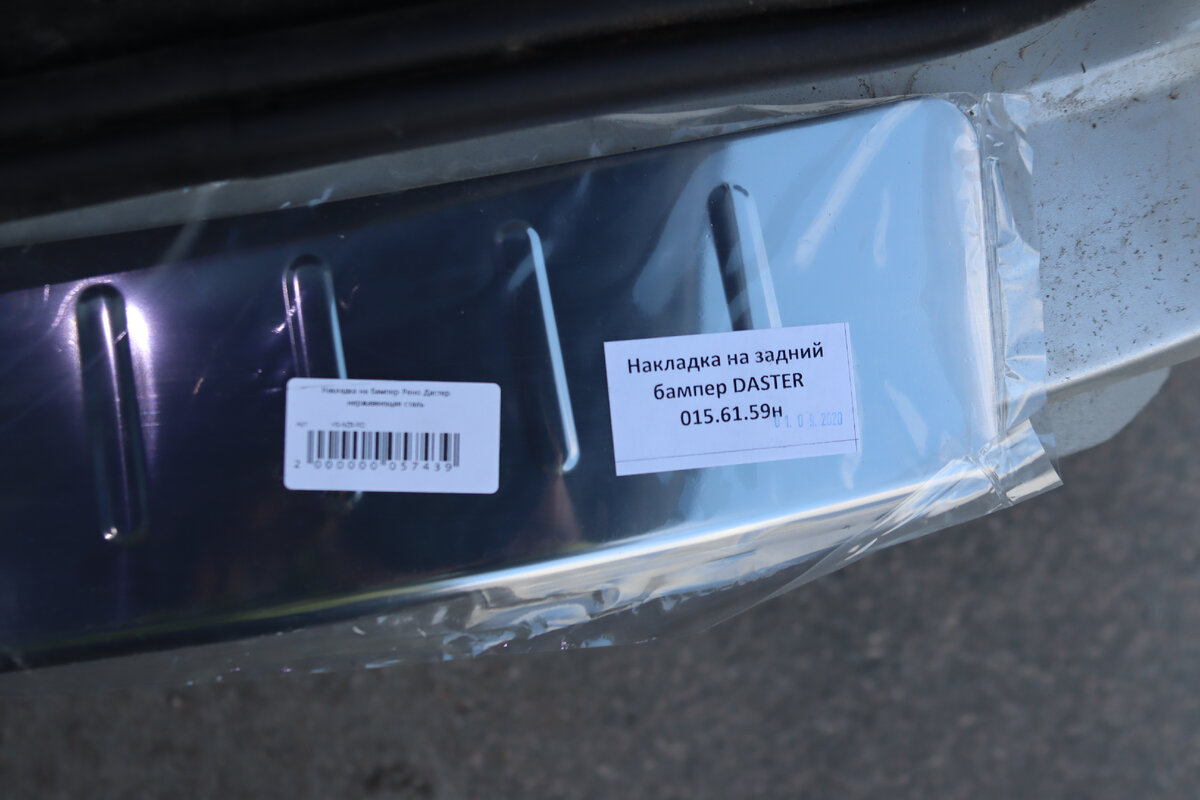 Накладка на бампер Рено Дастер
нержавеющая сталь
2 000000 057439
Накладка на задний
бампер DASTER
015.61.59н
01.09.2020